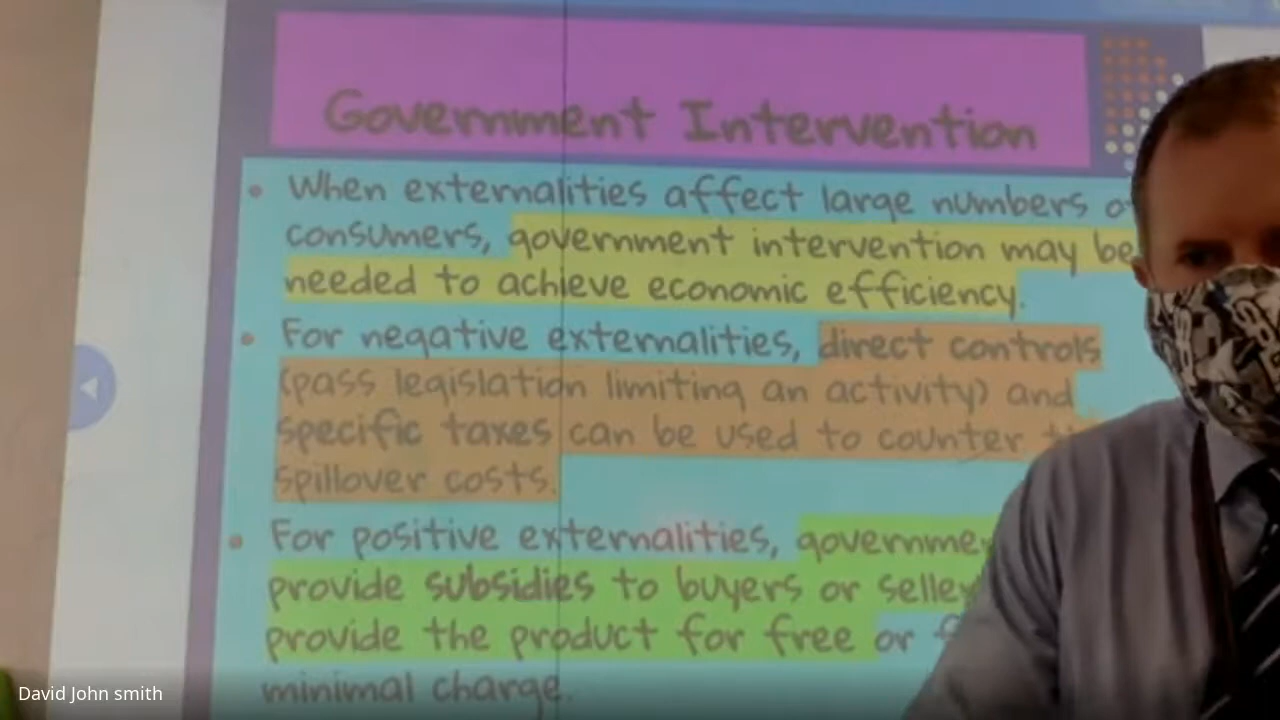 Government Intervention
• When externalities affect large numbers
consumers, government intervention may be
needed to achieve economic efficiency.
• For negative externalities, direct controls
(pass legislation limiting an activity) and
specific taxes can be used to counter
spillover costs.
• For positive externalities,
provide subsidies to buyers or
provide the product for free or
minimal charge.
David John smith